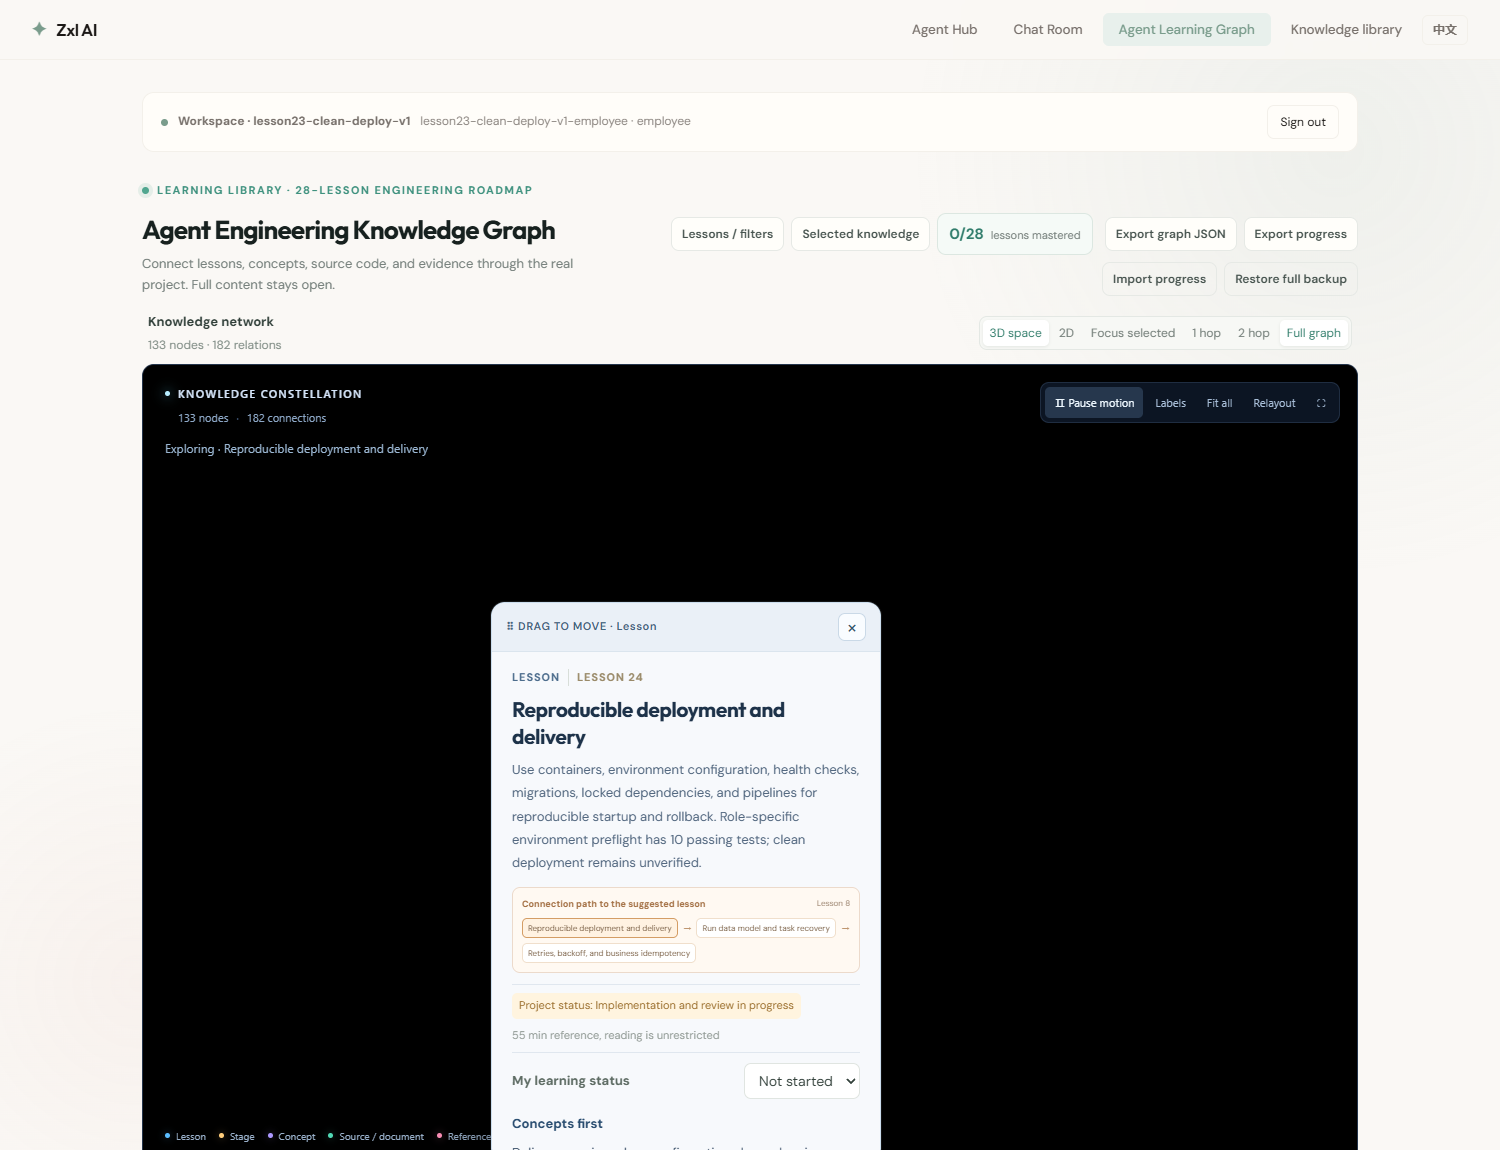 Zxl AI
Agent Hub
Chat Room
Agent Learning Graph
Knowledge library
中文
Workspace · lesson23-clean-deploy-v1 lesson23-clean-deploy-v1-employee · employee
Sign out
LEARNING LIBRARY · 28-LESSON ENGINEERING ROADMAP
Agent Engineering Knowledge Graph
Connect lessons, concepts, source code, and evidence through the real
project. Full content stays open.
Lessons / filters
Selected knowledge
0/28 lessons mastered
Export graph JSON
Export progress
Import progress
Restore full backup
Knowledge network
133 nodes · 182 relations
3D space
2D
Focus selected
1 hop
2 hop
Full graph
KNOWLEDGE CONSTELLATION
133 nodes · 182 connections
Exploring · Reproducible deployment and delivery
Pause motion
Labels
Fit all
Relayout
DRAG TO MOVE · Lesson
×
LESSON
LESSON 24
Reproducible deployment and
delivery
Use containers, environment configuration, health checks,
migrations, locked dependencies, and pipelines for
reproducible startup and rollback. Role-specific
environment preflight has 10 passing tests; clean
deployment remains unverified.
Connection path to the suggested lesson
Lesson 8
Reproducible deployment and delivery → Run data model and task recovery →
Retries, backoff, and business idempotency
Project status: Implementation and review in progress
55 min reference, reading is unrestricted
My learning status
Not started
Concepts first
Lesson
Stage
Concept
Source / document
Reference